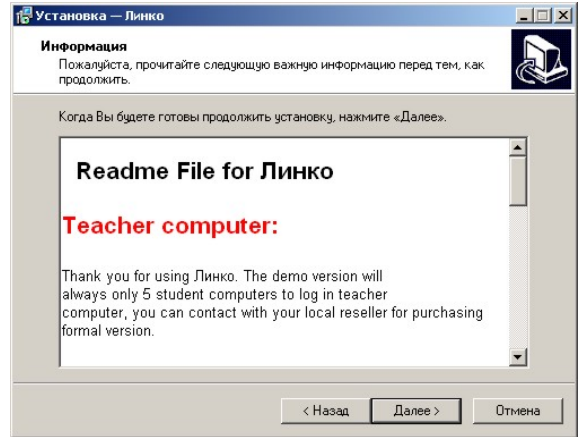 Установка — Линко
Информация
Пожалуйста, прочитайте следующую важную информацию перед тем, как
продолжить.
Когда Вы будете готовы продолжить установку, нажмите «Далее».
Readme File for Линко
Teacher computer:
Thank you for using Линко. The demo version will
always only 5 student computers to log in teacher
computer, you can contact with your local reseller for purchasing
formal version.
< Назад
Далее >
Отмена